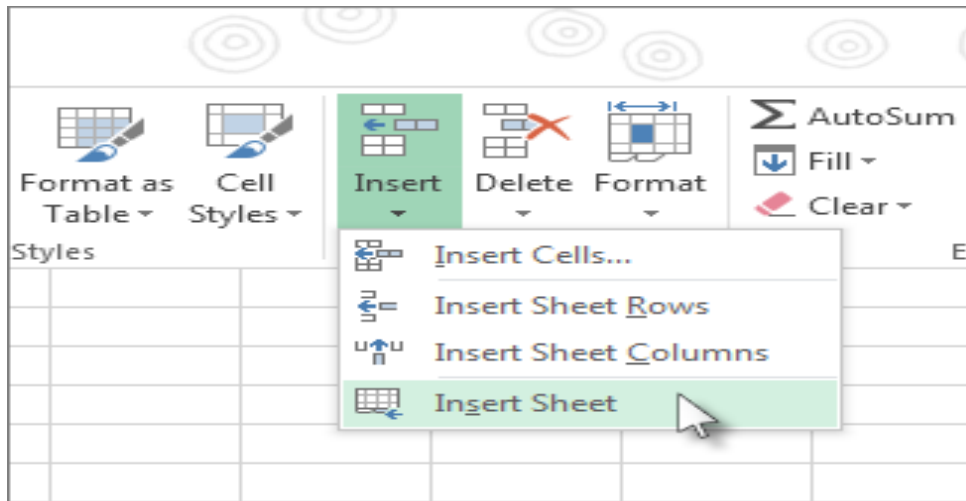 Format as
Table
Cell
Styles
Insert
Delete
Format
AutoSum
Fill
Clear
Styles
E
Insert Cells...
Insert Sheet Rows
Insert Sheet Columns
Insert Sheet